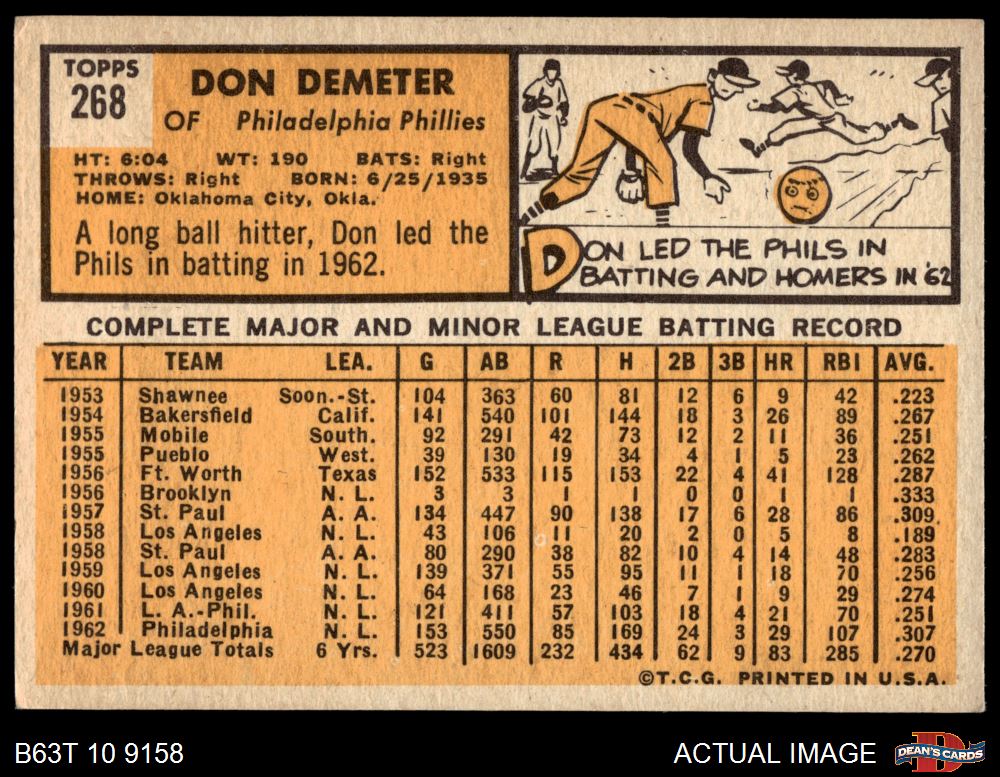 TOPPS
268
DON DEMETER
OF Philadelphia Phillies
HT: 6:04 WT: 190 BATS: Right
THROWS: Right BORN: 6/25/1935
HOME: Oklahoma City, Okla.
A long ball hitter, Don led the
Phils in batting in 1962.
DON LED THE PHILS IN
BATTING AND HOMERS IN '62
COMPLETE MAJOR AND MINOR LEAGUE BATTING RECORD
YEAR TEAM LEA. G AB R H 2B 3B HR RBI AVG.
1953 Shawnee Soon.-St. 104 363 60 81 12 6 9 42 .223
1954 Bakersfield Calif. 141 540 101 144 18 3 26 89 .267
1955 Mobile South. 92 291 42 73 12 2 11 36 .251
1955 Pueblo West. 39 130 19 34 4 1 5 23 .262
1956 Ft. Worth Texas 152 533 115 153 22 4 41 128 .287
1956 Brooklyn N. L. 3 3 1 1 0 0 1 1 .333
1957 St. Paul A. A. 134 447 90 138 17 6 28 86 .309
1958 Los Angeles N. L. 43 106 11 20 2 0 5 8 .189
1958 St. Paul A. A. 80 290 38 82 10 4 14 48 .283
1959 Los Angeles N. L. 139 371 55 95 11 1 18 70 .256
1960 Los Angeles N. L. 64 168 23 46 7 1 9 29 .274
1961 L. A.-Phil. N. L. 121 411 57 103 18 4 21 70 .251
1962 Philadelphia N. L. 153 550 85 169 24 3 29 107 .307
Major League Totals 6 Yrs. 523 1609 232 434 62 9 83 285 .270
©T.C.G. PRINTED IN U.S.A.
B63T 10 9158
ACTUAL IMAGE
DEAN'S CARDS